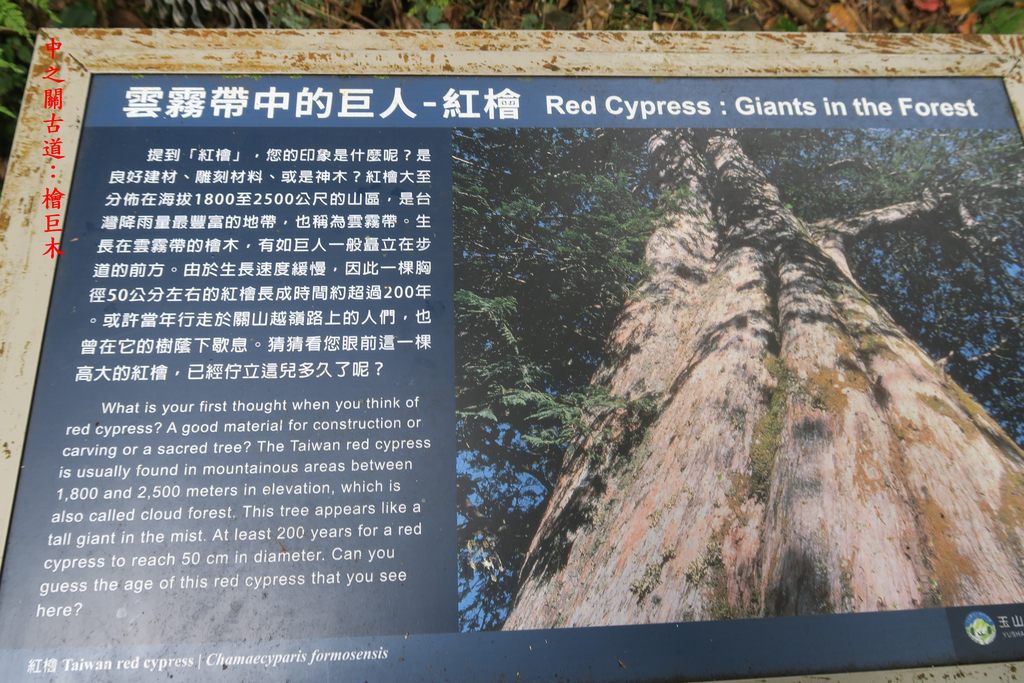 中之關古道：檜巨木
雲霧帶中的巨人-紅檜 Red Cypress : Giants in the Forest
提到「紅檜」，您的印象是什麼呢？是
良好建材、雕刻材料、或是神木？紅檜大至
分佈在海拔1800至2500公尺的山區，是台
灣降雨量最豐富的地帶，也稱為雲霧帶。生
長在雲霧帶的檜木，有如巨人一般矗立在步
道的前方。由於生長速度緩慢，因此一棵胸
徑50公分左右的紅檜長成時間約超過200年
。或許當年行走於關山越嶺路上的人們，也
曾在它的樹蔭下歇息。猜猜看您眼前這一棵
高大的紅檜，已經佇立這兒多久了呢？
What is your first thought when you think of
red cypress? A good material for construction or
carving or a sacred tree? The Taiwan red cypress
is usually found in mountainous areas between
1,800 and 2,500 meters in elevation, which is
also called cloud forest. This tree appears like a
tall giant in the mist. At least 200 years for a red
cypress to reach 50 cm in diameter. Can you
guess the age of this red cypress that you see
here?
紅檜 Taiwan red cypress | Chamaecyparis formosensis
玉山
YUSHA